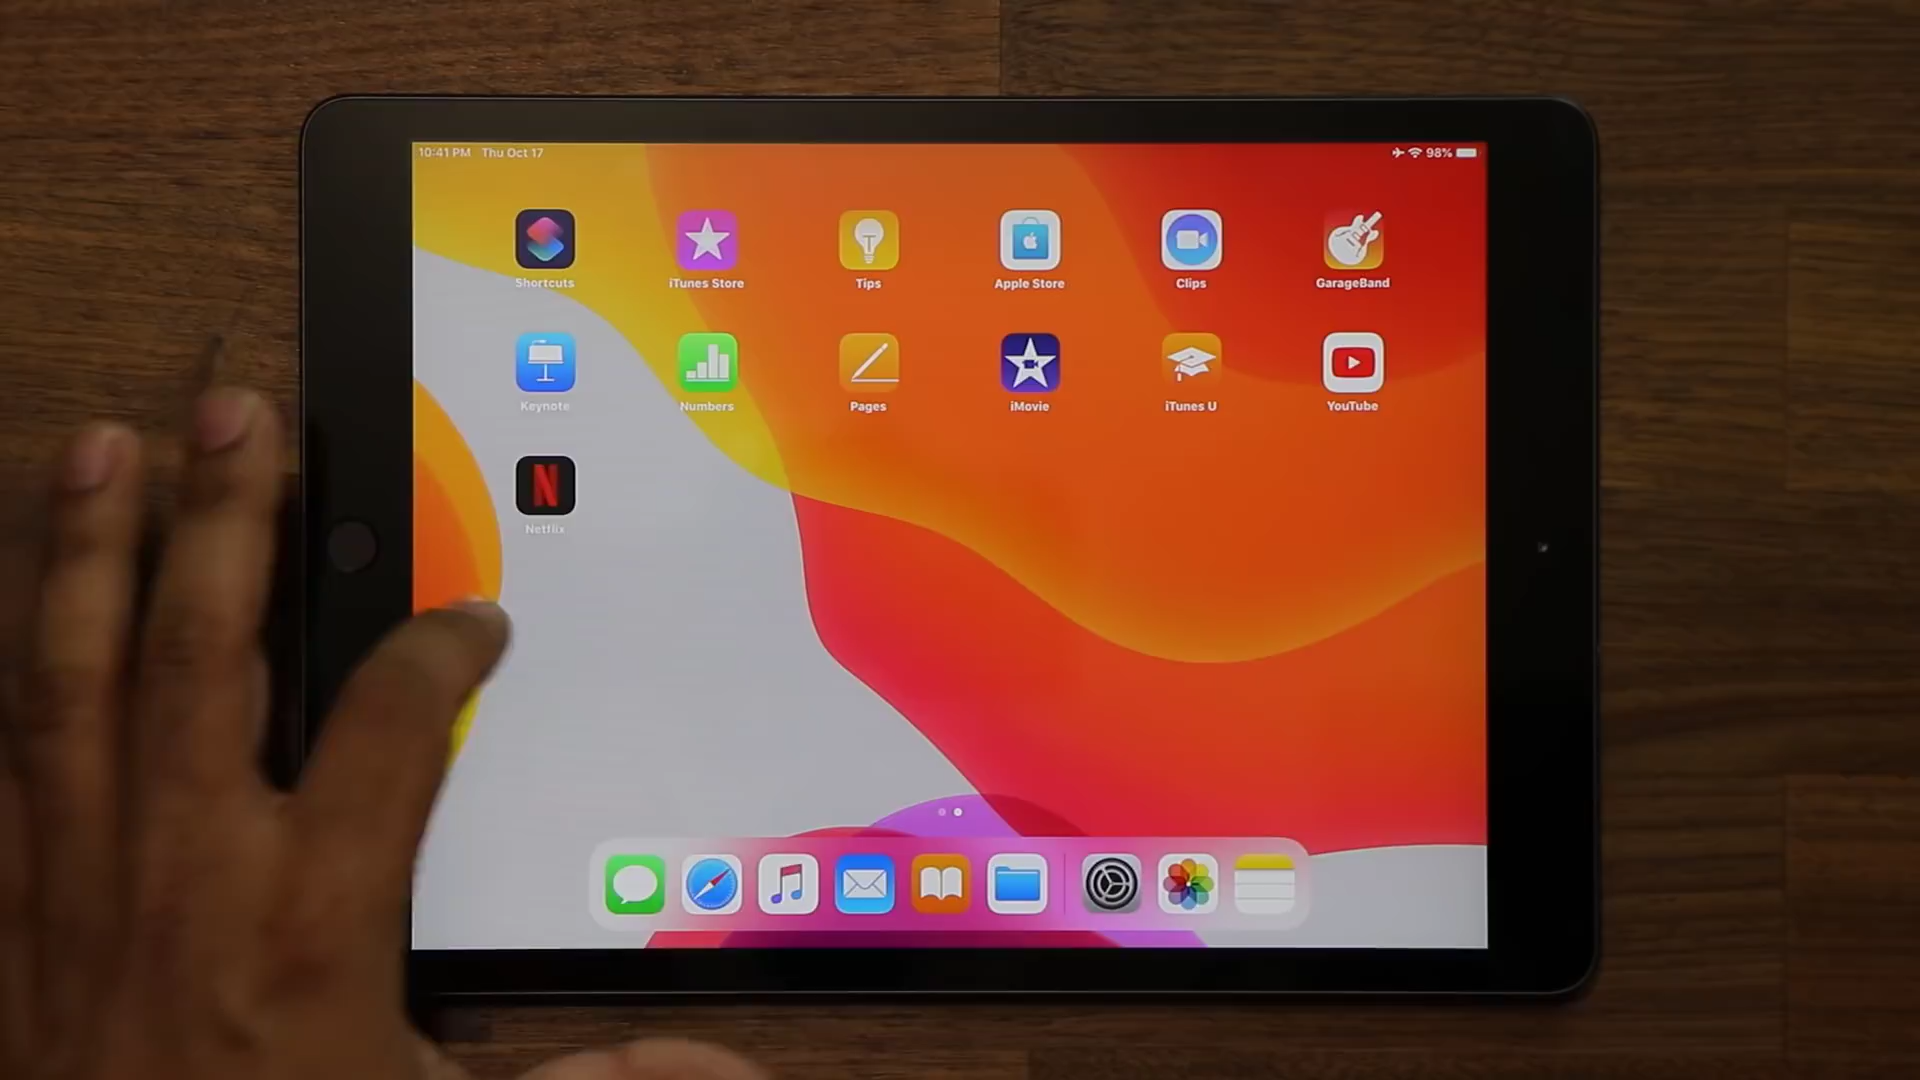 10:41 PM Thu Oct 17 98%
Shortcuts iTunes Store Tips Apple Store Clips GarageBand
Keynote Numbers Pages iMovie iTunes U YouTube
N
Netflix